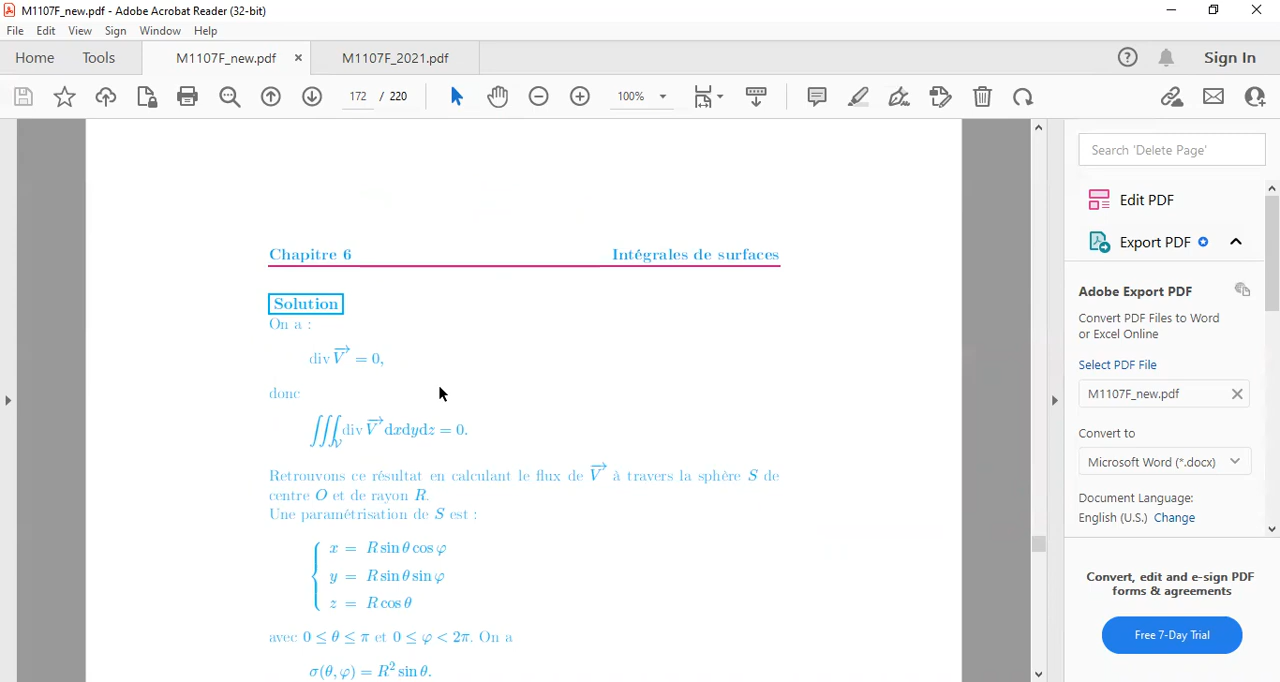 M1107F_new.pdf - Adobe Acrobat Reader (32-bit)
File Edit View Sign Window Help
Home Tools M1107F_new.pdf × M1107F_2021.pdf Sign In
172 / 220 100%
Search 'Delete Page'
Edit PDF
Export PDF
Adobe Export PDF
Convert PDF Files to Word
or Excel Online
Select PDF File
M1107F_new.pdf
Convert to
Microsoft Word (*.docx)
Document Language:
English (U.S.) Change
Convert, edit and e-sign PDF
forms & agreements
Free 7-Day Trial
Chapitre 6 Intégrales de surfaces
Solution
On a :
div V⃗ = 0,
donc
∭_V div V⃗ dxdydz = 0.
Retrouvons ce résultat en calculant le flux de V⃗ à travers la sphère S de
centre O et de rayon R.
Une paramétrisation de S est :
x = R sin θ cos φ
y = R sin θ sin φ
z = R cos θ
avec 0 ≤ θ ≤ π et 0 ≤ φ < 2π. On a
σ(θ, φ) = R² sin θ.